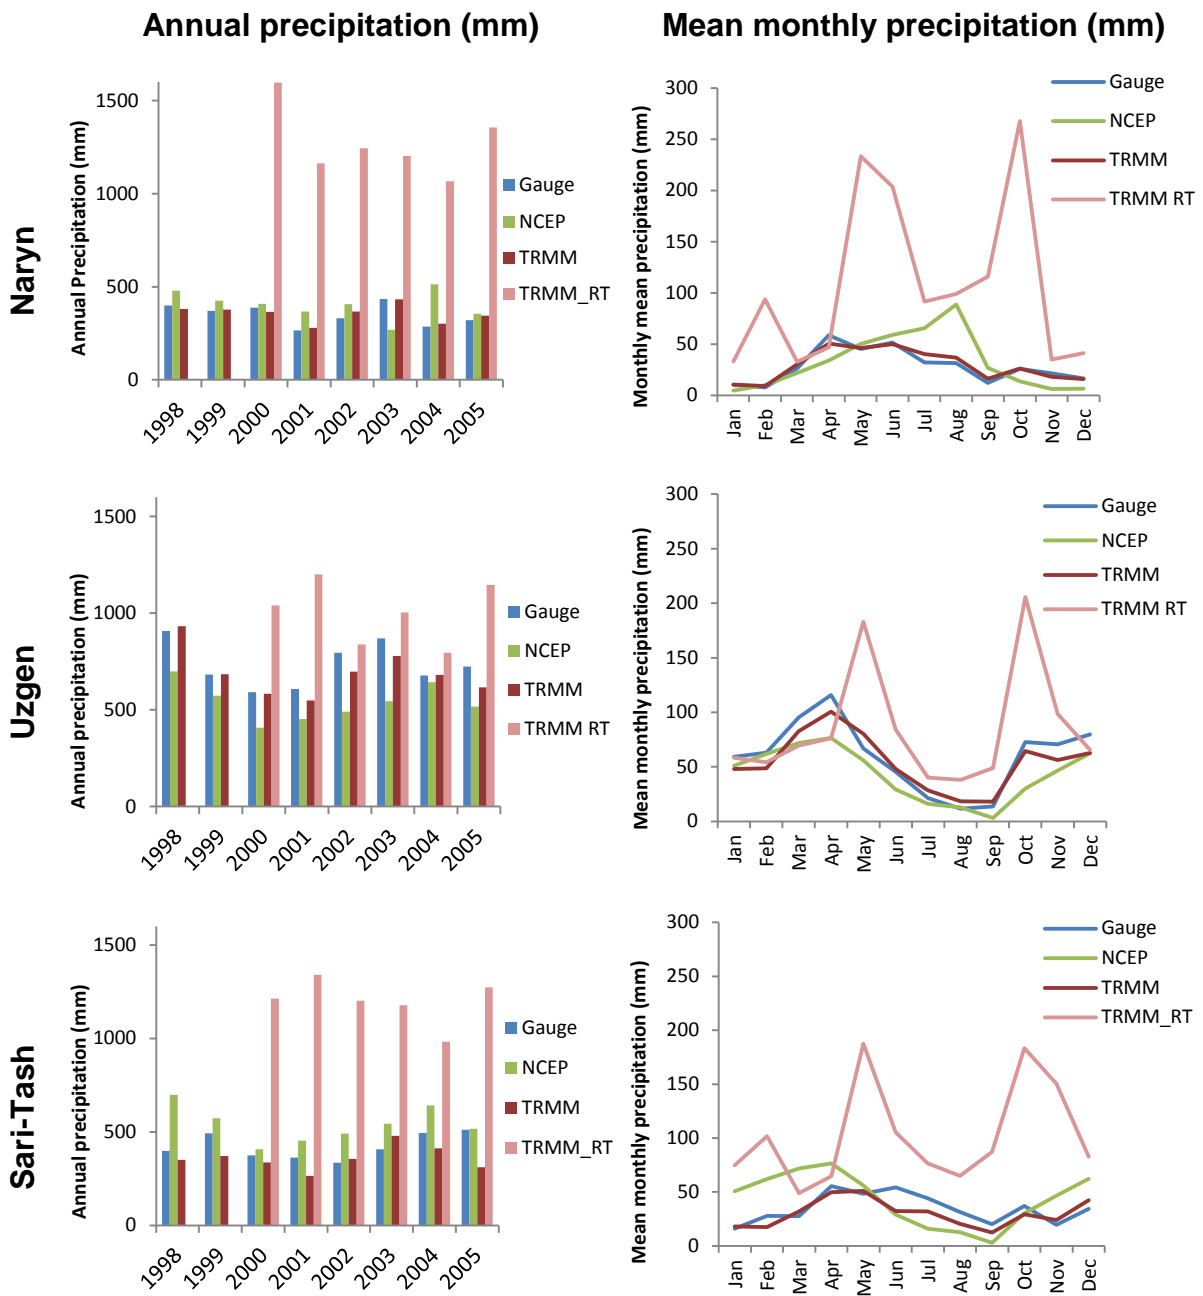 Annual precipitation (mm)
Mean monthly precipitation (mm)
Naryn
Annual Precipitation (mm)
1500
1000
500
0
1998
1999
2000
2001
2002
2003
2004
2005
Gauge
NCEP
TRMM
TRMM_RT
Monthly mean precipitation (mm)
300
250
200
150
100
50
0
Jan
Feb
Mar
Apr
May
Jun
Jul
Aug
Sep
Oct
Nov
Dec
Gauge
NCEP
TRMM
TRMM RT
Uzgen
Annual precipitation (mm)
1500
1000
500
0
1998
1999
2000
2001
2002
2003
2004
2005
Gauge
NCEP
TRMM
TRMM RT
Mean monthly precipitation (mm)
300
250
200
150
100
50
0
Jan
Feb
Mar
Apr
May
Jun
Jul
Aug
Sep
Oct
Nov
Dec
Gauge
NCEP
TRMM
TRMM RT
Sari-Tash
Annual precipitation (mm)
1500
1000
500
0
1998
1999
2000
2001
2002
2003
2004
2005
Gauge
NCEP
TRMM
TRMM_RT
Mean monthly precipitation (mm)
300
250
200
150
100
50
0
Jan
Feb
Mar
Apr
May
Jun
Jul
Aug
Sep
Oct
Nov
Dec
Gauge
NCEP
TRMM
TRMM_RT